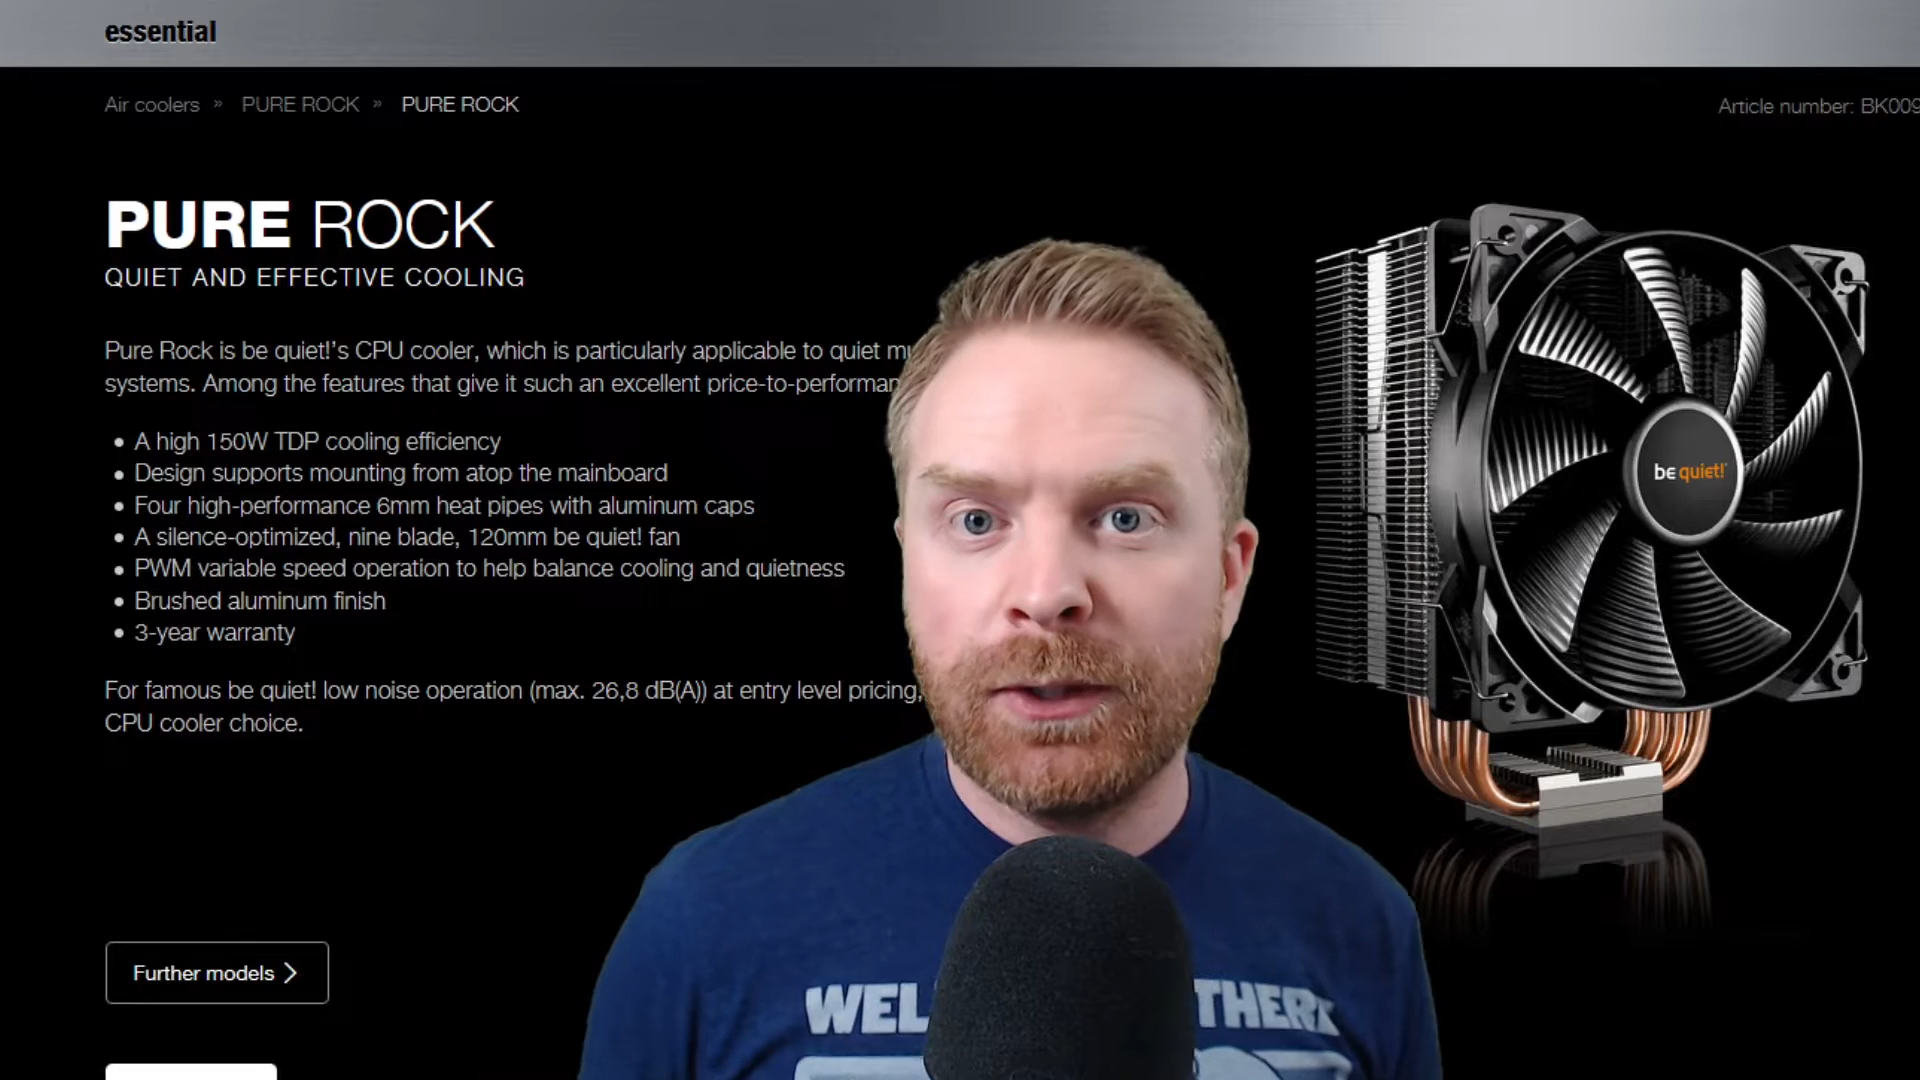 essential
Air coolers » PURE ROCK » PURE ROCK
Article number: BK009
PURE ROCK
QUIET AND EFFECTIVE COOLING
Pure Rock is be quiet!'s CPU cooler, which is particularly applicable to quiet
systems. Among the features that give it such an excellent
• A high 150W TDP cooling efficiency
• Design supports mounting from atop the mainboard
• Four high-performance 6mm heat pipes with aluminum caps
• A silence-optimized, nine blade, 120mm be quiet! fan
• PWM variable speed operation to help balance cooling and quietness
• Brushed aluminum finish
• 3-year warranty
be quiet!
For famous be quiet! low noise operation (max. 26,8 dB(A)) at entry level pricing,
CPU cooler choice.
Further models
WEL THERE